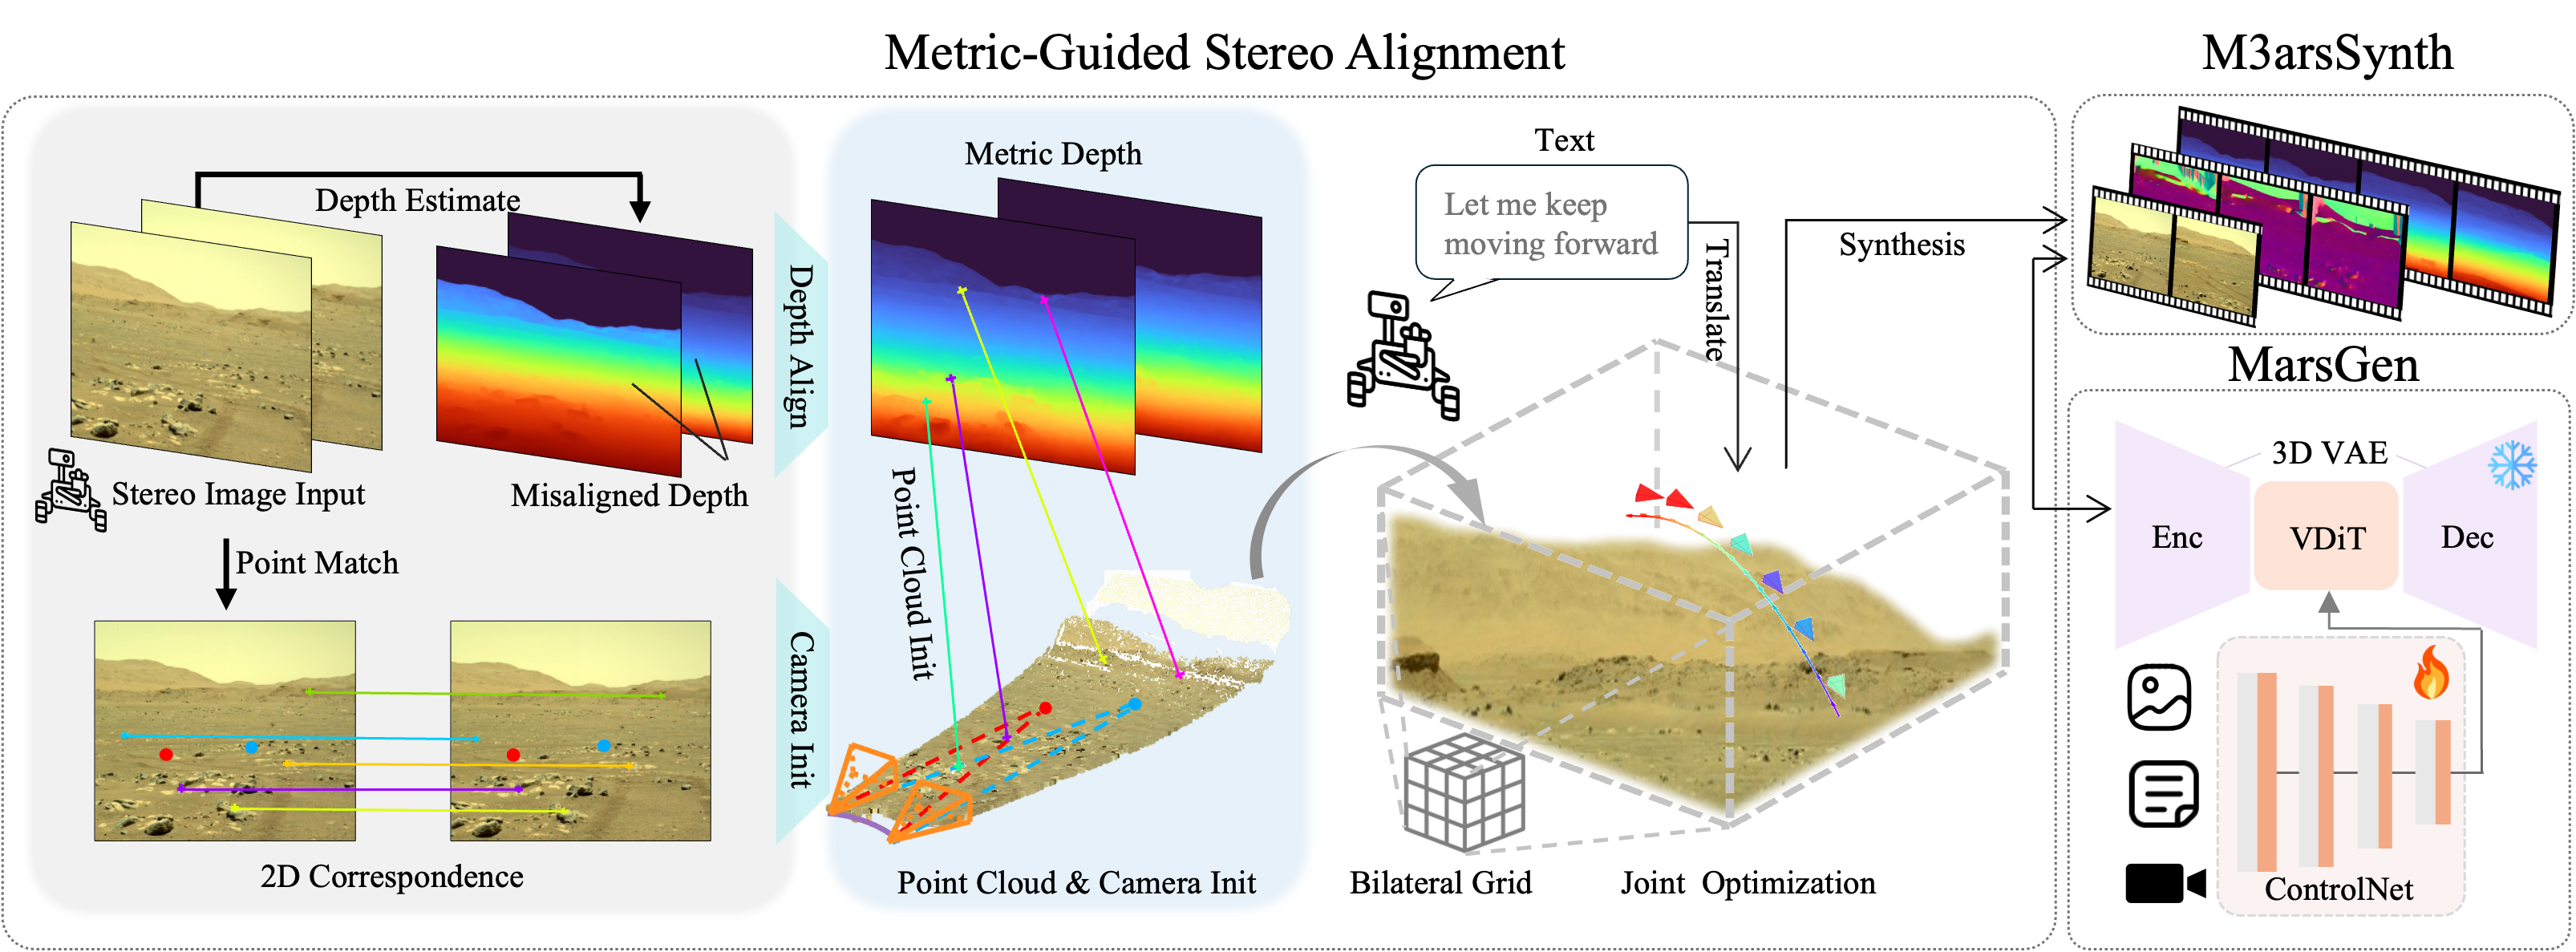 Metric-Guided Stereo Alignment
Depth Estimate
Stereo Image Input
Misaligned Depth
Point Match
2D Correspondence
Depth Align
Camera Init
Metric Depth
Point Cloud Init
Point Cloud & Camera Init
Text
Let me keep
moving forward
Translate
Synthesis
Bilateral Grid
Joint Optimization
M3arsSynth
MarsGen
3D VAE
Enc
VDiT
Dec
ControlNet